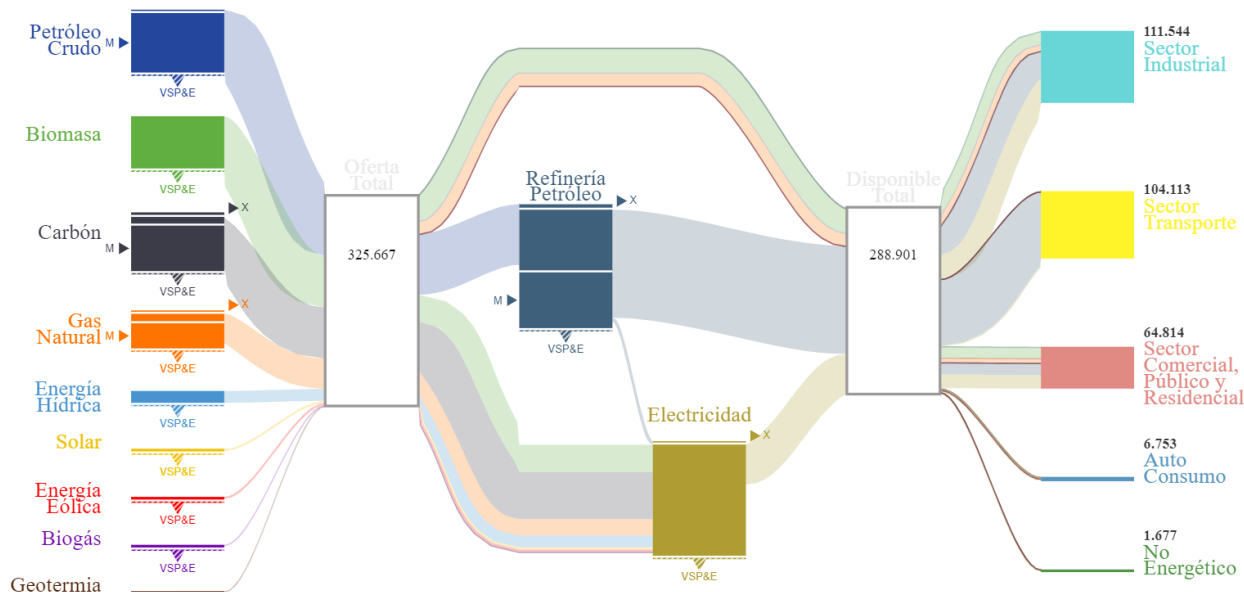 Petróleo
Crudo
M
VSP&E
Biomasa
VSP&E
X
Carbón
M
VSP&E
X
Gas
Natural
M
VSP&E
Energía
Hídrica
VSP&E
Solar
VSP&E
Energía
Eólica
VSP&E
Biogás
VSP&E
Geotermia
Oferta
Total
325.667
Refinería
Petróleo
X
M
VSP&E
Electricidad
X
VSP&E
Disponible
Total
288.901
111.544
Sector
Industrial
104.113
Sector
Transporte
64.814
Sector
Comercial,
Público y
Residencial
6.753
Auto
Consumo
1.677
No
Energético